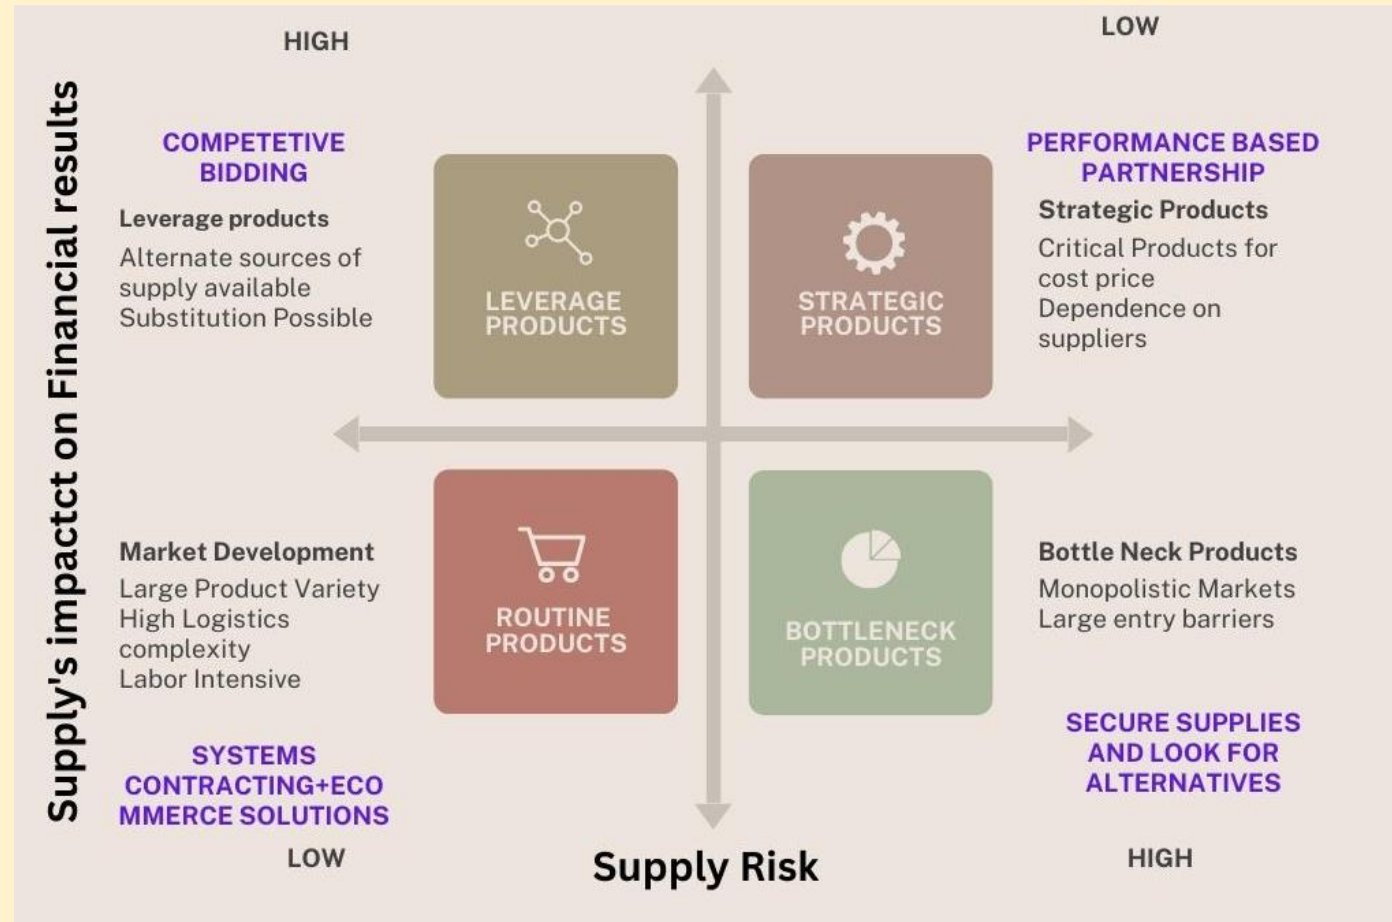 HIGH
LOW
Supply's impactct on Financial results
COMPETETIVE
BIDDING
Leverage products
Alternate sources of
supply available
Substitution Possible
LEVERAGE
PRODUCTS
STRATEGIC
PRODUCTS
PERFORMANCE BASED
PARTNERSHIP
Strategic Products
Critical Products for
cost price
Dependence on
suppliers
Market Development
Large Product Variety
High Logistics
complexity
Labor Intensive
SYSTEMS
CONTRACTING+ECO
MMERCE SOLUTIONS
LOW
ROUTINE
PRODUCTS
BOTTLENECK
PRODUCTS
Bottle Neck Products
Monopolistic Markets
Large entry barriers
SECURE SUPPLIES
AND LOOK FOR
ALTERNATIVES
Supply Risk
HIGH